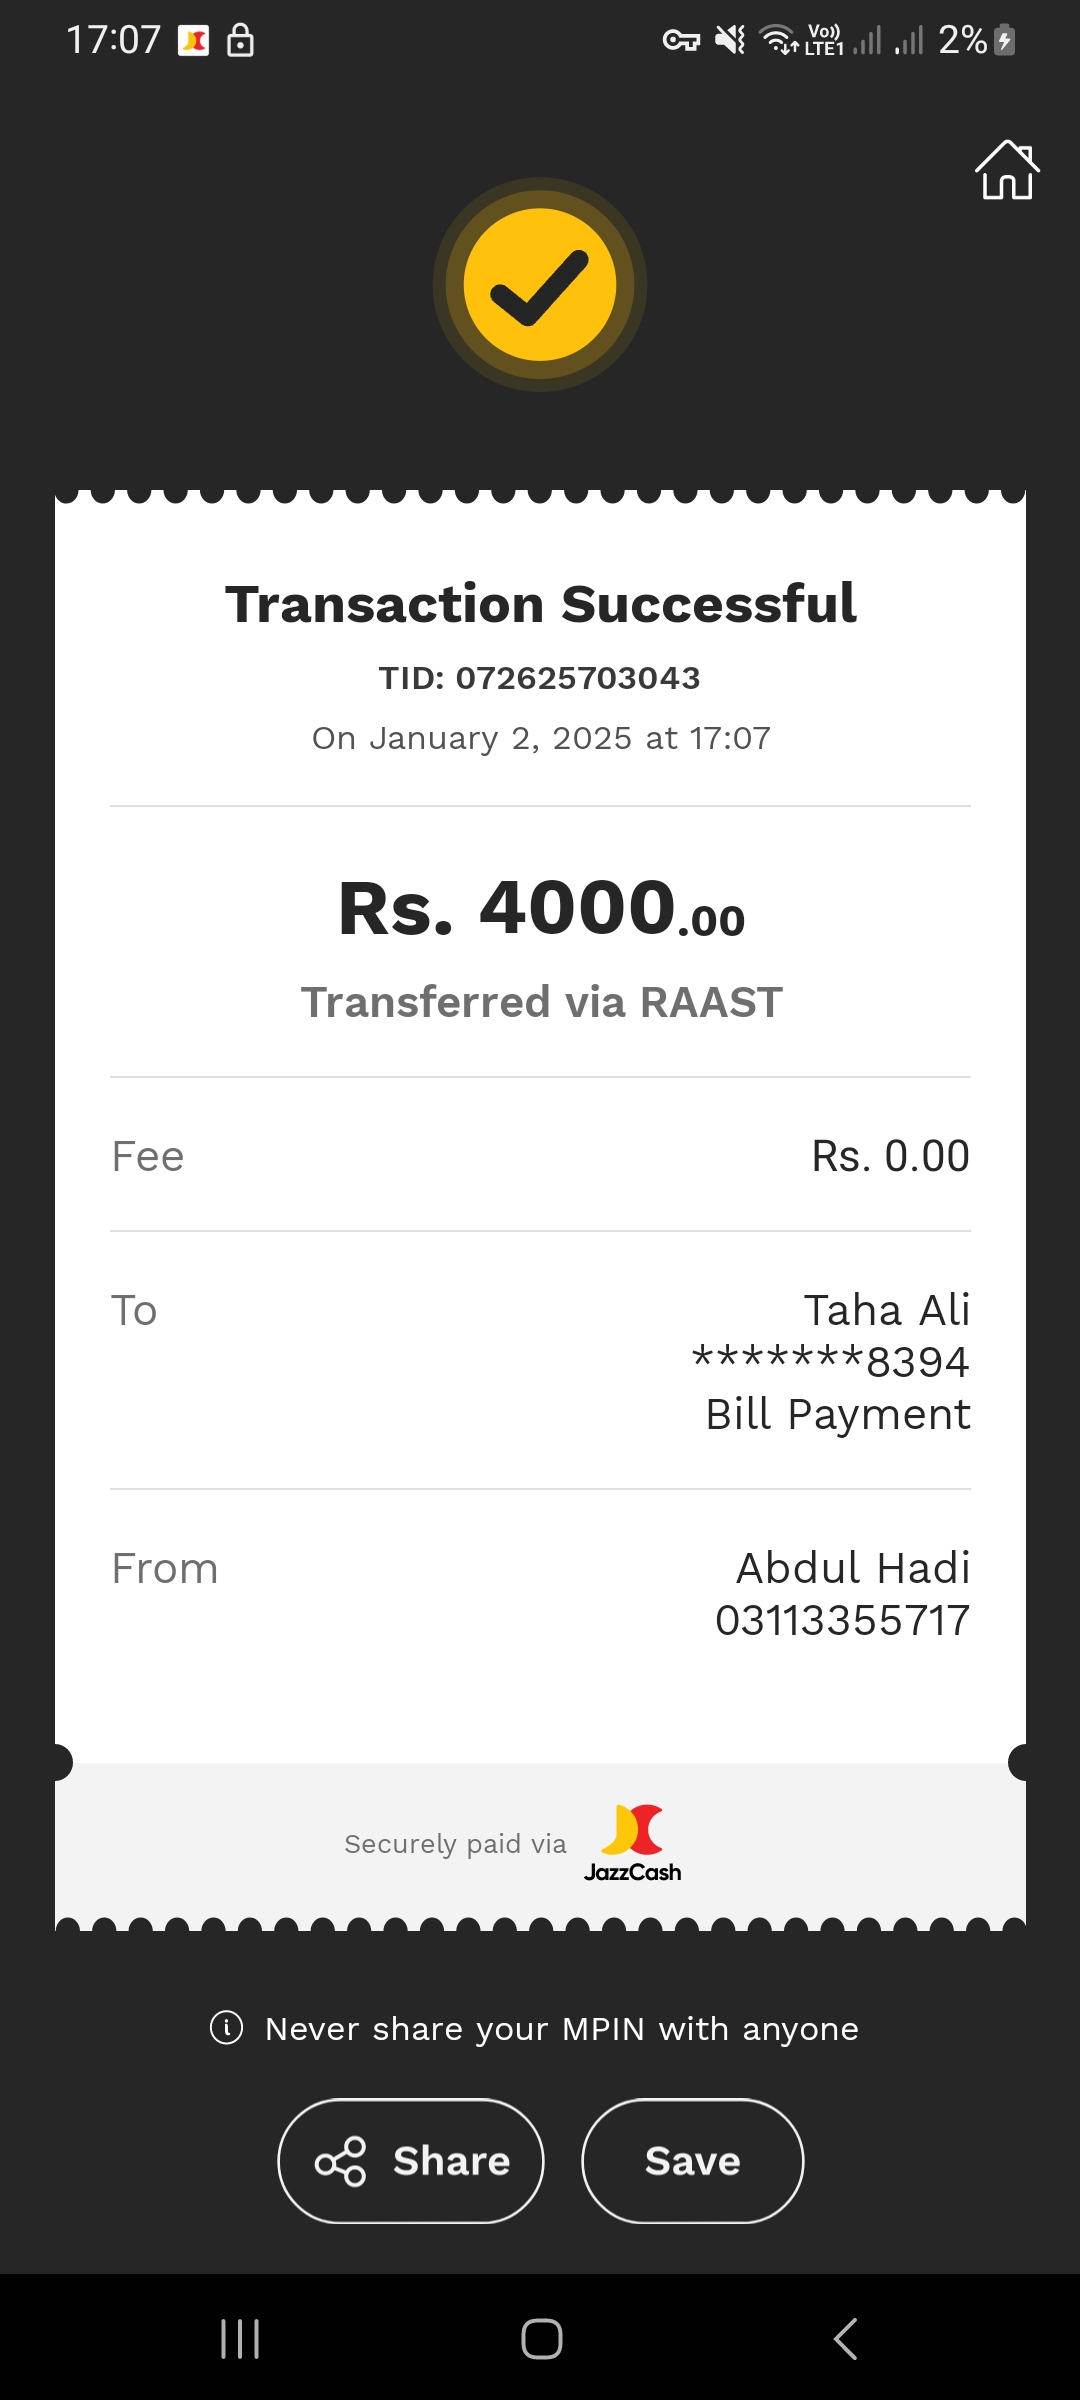 17:07 Vo)) LTE1 2%
Transaction Successful
TID: 072625703043
On January 2, 2025 at 17:07
Rs. 4000.00
Transferred via RAAST
Fee Rs. 0.00
To Taha Ali
*******8394
Bill Payment
From Abdul Hadi
03113355717
Securely paid via JazzCash
Never share your MPIN with anyone
Share Save